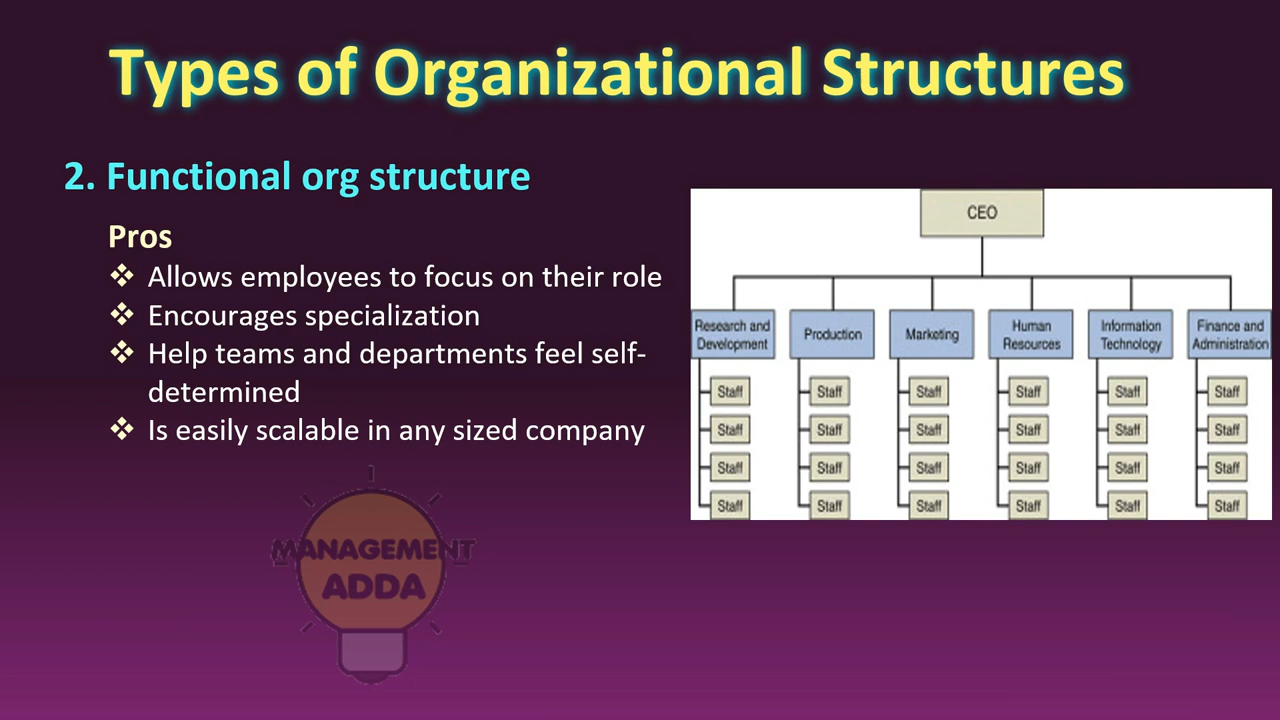 Types of Organizational Structures
2. Functional org structure
Pros
❖ Allows employees to focus on their role
❖ Encourages specialization
❖ Help teams and departments feel self-
determined
❖ Is easily scalable in any sized company
CEO
Research and
Development
Production
Marketing
Human
Resources
Information
Technology
Finance and
Administration
Staff Staff Staff Staff Staff Staff
Staff Staff Staff Staff Staff Staff
Staff Staff Staff Staff Staff Staff
Staff Staff Staff Staff Staff Staff
MANAGEMENT
ADDA